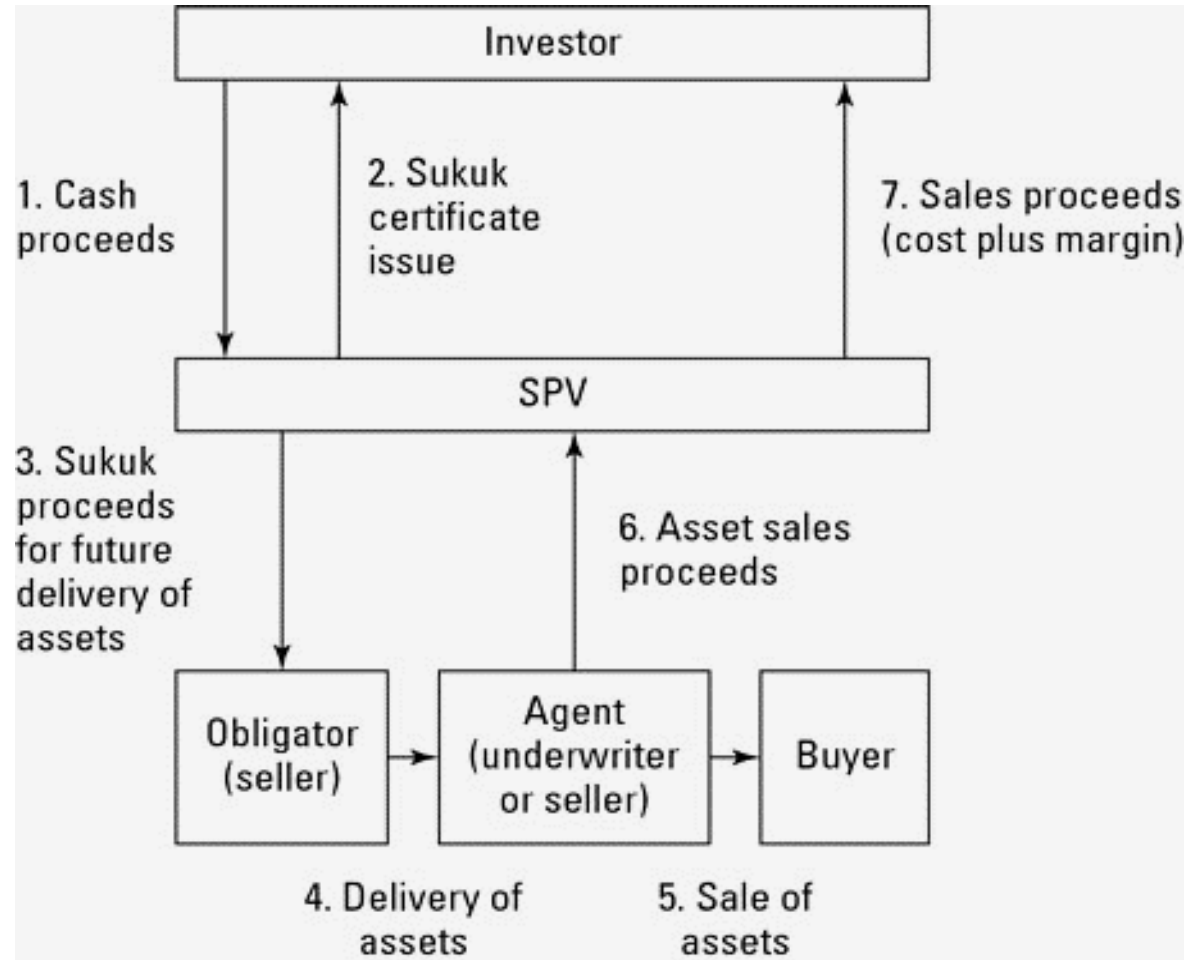 Investor
1. Cash
proceeds
2. Sukuk
certificate
issue
7. Sales proceeds
(cost plus margin)
SPV
3. Sukuk
proceeds
for future
delivery of
assets
6. Asset sales
proceeds
Obligator
(seller)
Agent
(underwriter
or seller)
Buyer
4. Delivery of
assets
5. Sale of
assets